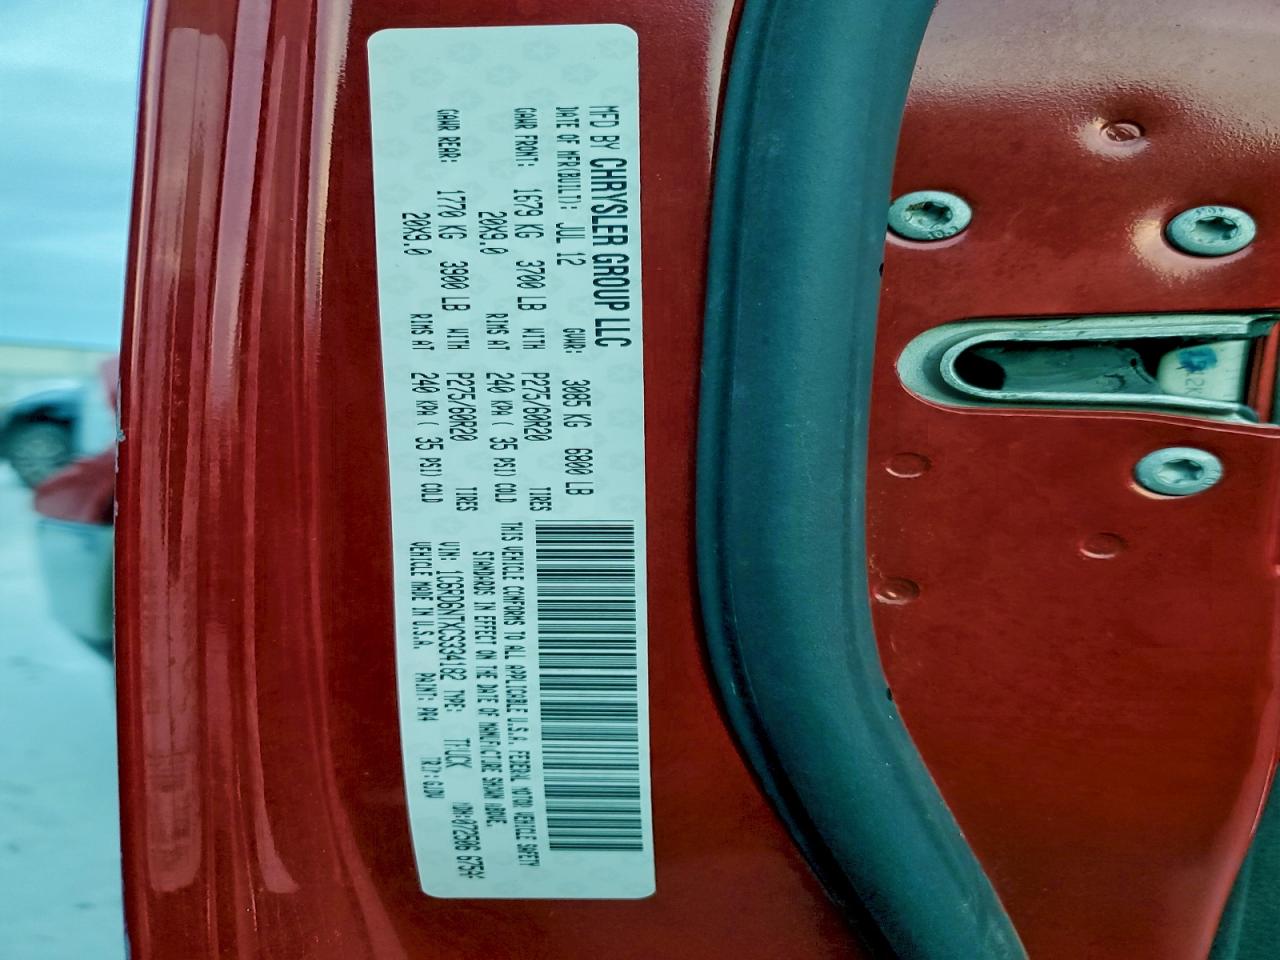 MFD BY CHRYSLER GROUP LLC
DATE OF MFR(BUILT): JUL 12 GVWR: 3085 KG 6800 LB
GAWR FRONT: 1679 KG 3700 LB WITH P275/60R20 TIRES
20X9.0 RIMS AT 240 KPA ( 35 PSI) COLD
GAWR REAR: 1770 KG 3900 LB WITH P275/60R20 TIRES
20X9.0 RIMS AT 240 KPA ( 35 PSI) COLD
THIS VEHICLE CONFORMS TO ALL APPLICABLE U.S.A. FEDERAL MOTOR VEHICLE SAFETY
STANDARDS IN EFFECT ON THE DATE OF MANUFACTURE SHOWN ABOVE.
VIN: 1C6RD6NTXCS334182 TYPE: TRUCK
VEHICLE MADE IN U.S.A. PAINT: PR4